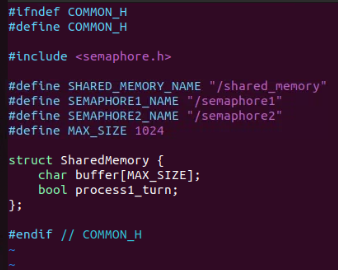 #ifndef COMMON_H
#define COMMON_H
#include <semaphore.h>
#define SHARED_MEMORY_NAME "/shared_memory"
#define SEMAPHORE1_NAME "/semaphore1"
#define SEMAPHORE2_NAME "/semaphore2"
#define MAX_SIZE 1024
struct SharedMemory {
    char buffer[MAX_SIZE];
    bool process1_turn;
};
#endif // COMMON_H
~
~